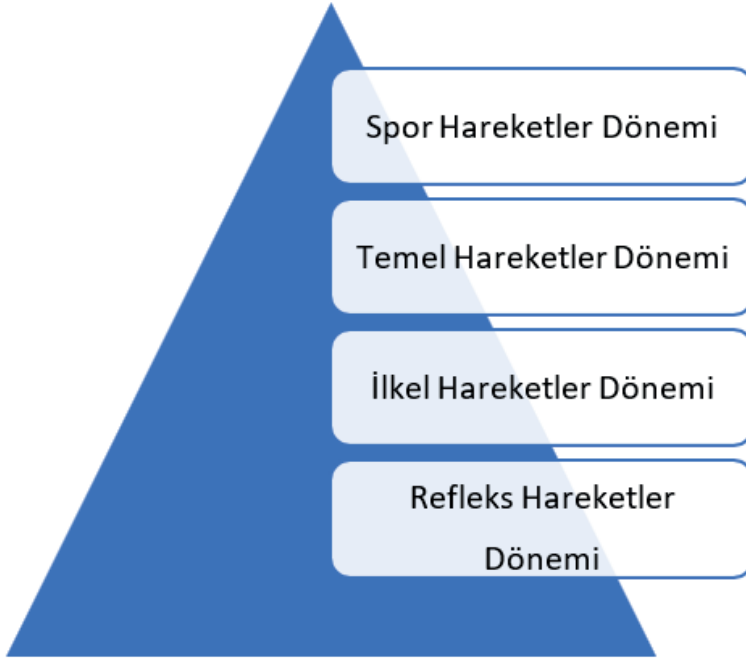 Spor Hareketler Dönemi
Temel Hareketler Dönemi
İlkel Hareketler Dönemi
Refleks Hareketler
Dönemi